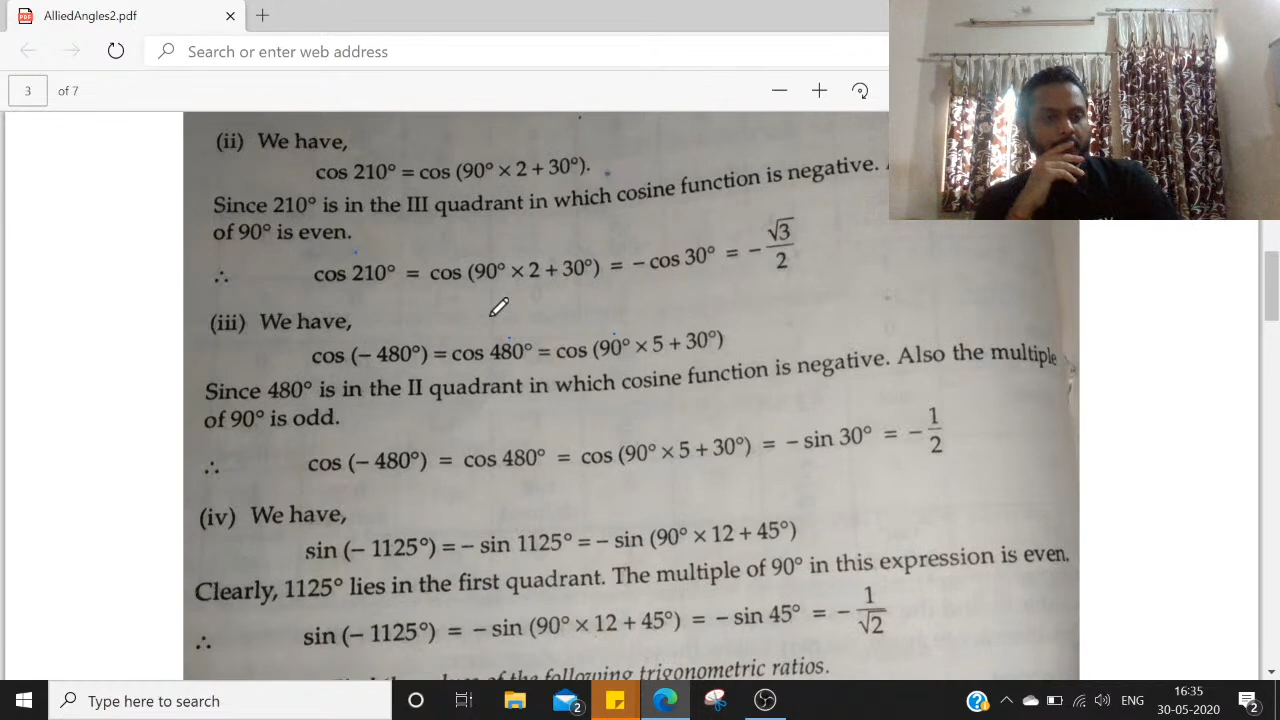 AlliedAngles2.pdf
Search or enter web address
3 of 7
(ii) We have,
cos 210° = cos (90° × 2 + 30°).
Since 210° is in the III quadrant in which cosine function is negative.
of 90° is even.
∴ cos 210° = cos (90° × 2 + 30°) = − cos 30° = − √3/2
(iii) We have,
cos (− 480°) = cos 480° = cos (90° × 5 + 30°)
Since 480° is in the II quadrant in which cosine function is negative. Also the multiple
of 90° is odd.
∴ cos (− 480°) = cos 480° = cos (90° × 5 + 30°) = − sin 30° = − 1/2
(iv) We have,
sin (− 1125°) = − sin 1125° = − sin (90° × 12 + 45°)
Clearly, 1125° lies in the first quadrant. The multiple of 90° in this expression is even.
∴ sin (− 1125°) = − sin (90° × 12 + 45°) = − sin 45° = − 1/√2
of the following trigonometric ratios.
Type here to search
2
ENG
16:35
30-05-2020
2